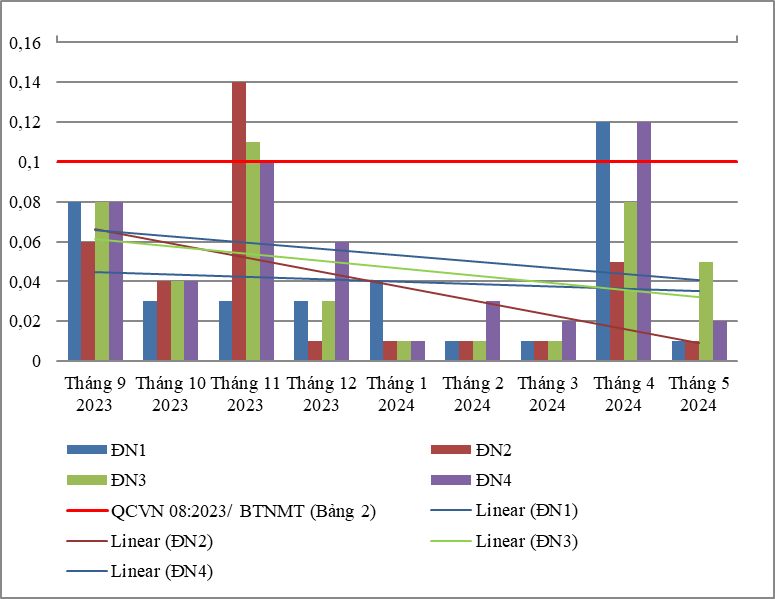 0,16
0,14
0,12
0,1
0,08
0,06
0,04
0,02
0
Tháng 9 Tháng 10 Tháng 11 Tháng 12 Tháng 1 Tháng 2 Tháng 3 Tháng 4 Tháng 5
2023 2023 2023 2023 2024 2024 2024 2024 2024
ĐN1 ĐN2
ĐN3 ĐN4
QCVN 08:2023/ BTNMT (Bảng 2) Linear (ĐN1)
Linear (ĐN2) Linear (ĐN3)
Linear (ĐN4)